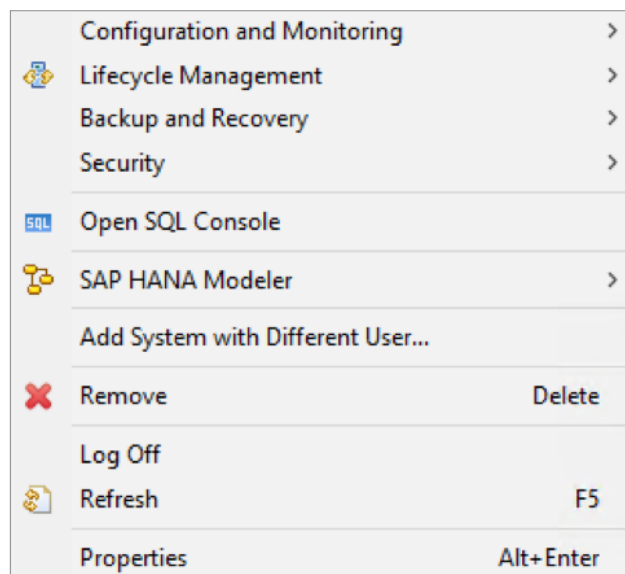 Configuration and Monitoring >
Lifecycle Management >
Backup and Recovery >
Security >
SQL Open SQL Console
SAP HANA Modeler >
Add System with Different User...
Remove Delete
Log Off
Refresh F5
Properties Alt+Enter